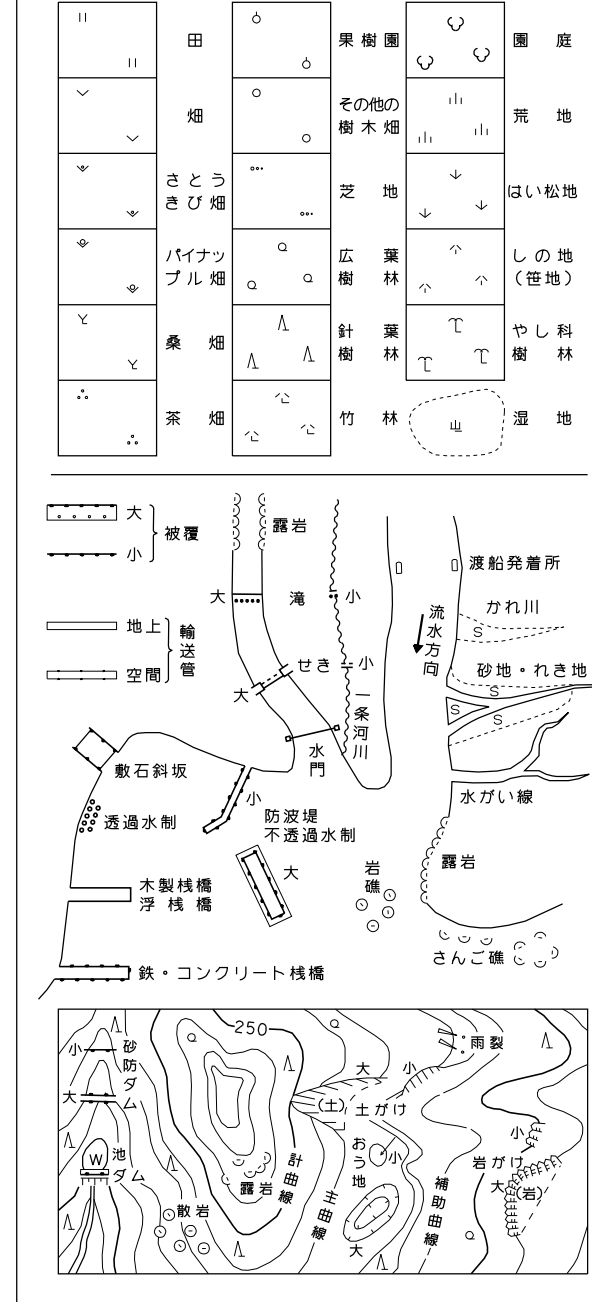 田
果樹園
園庭
畑
その他の
樹木畑
荒地
さとう
きび畑
芝地
はい松地
パイナッ
プル畑
広葉
樹林
しの地
(笹地)
桑畑
針葉
樹林
やし科
樹林
茶畑
竹林
湿地
大
小
被覆
地上
空間
輸送管
露岩
大
滝
小
せき
小
大
一条河川
水門
渡船発着所
流水方向
かれ川
S
砂地・れき地
S
S
S
水がい線
露岩
敷石斜坂
透過水制
小
防波堤
不透過水制
大
木製桟橋
浮桟橋
岩礁
さんご礁
鉄・コンクリート桟橋
小
砂防ダム
大
W
池
ダム
250
露岩
散岩
計曲線
主曲線
大
小
(土)
土がけ
おう地
小
大
補助曲線
雨裂
小
岩がけ
大
(岩)